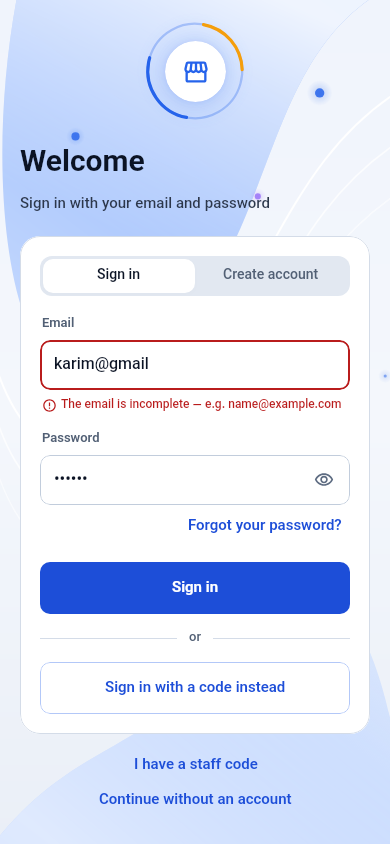 Welcome
Sign in with your email and password
Sign in
Create account
Email
karim@gmail
The email is incomplete — e.g. name@example.com
Password
••••••
Forgot your password?
Sign in
or
Sign in with a code instead
I have a staff code
Continue without an account